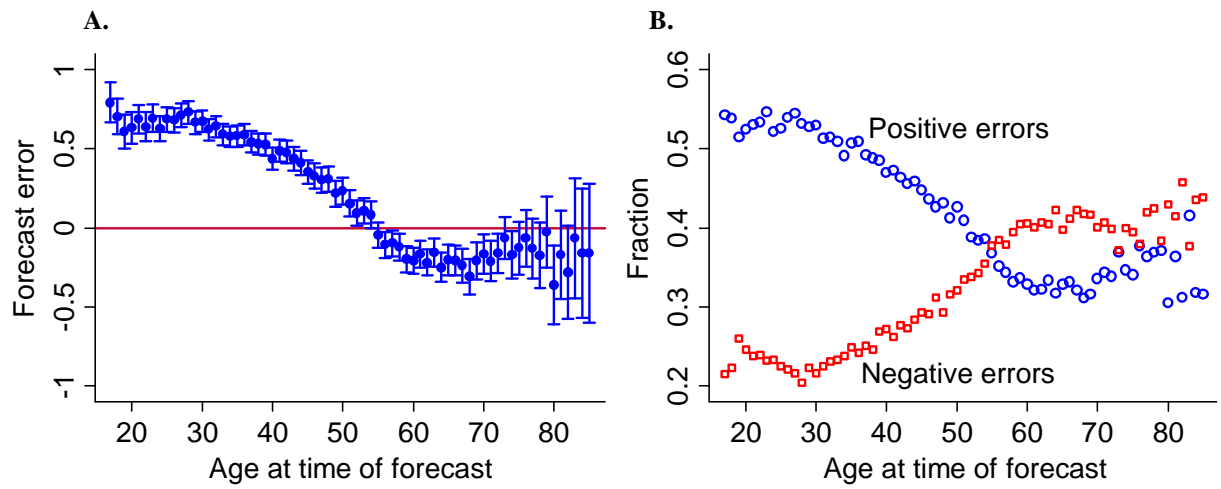 A.
1
0.5
0
-0.5
-1
Forecast error
20 30 40 50 60 70 80
Age at time of forecast
B.
0.6
0.5
0.4
0.3
0.2
Fraction
Positive errors
Negative errors
20 30 40 50 60 70 80
Age at time of forecast